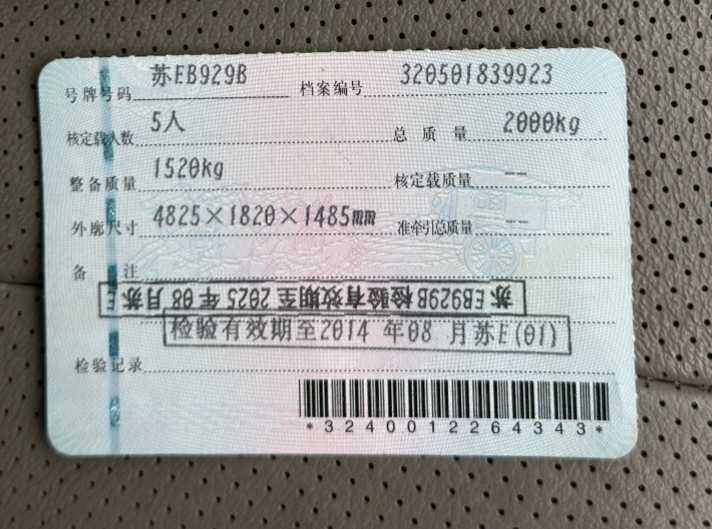 号牌号码 苏EB929B 档案编号 320501839923
核定载人数 5人 总质量 2000kg
整备质量 1520kg 核定载质量 --
外廓尺寸 4825×1820×1485mm 准牵引总质量 --
备注
苏EB929B检验有效期至2025年08月苏E
检验有效期至2014 年08 月苏E(01)
检验记录
*3240012264343*